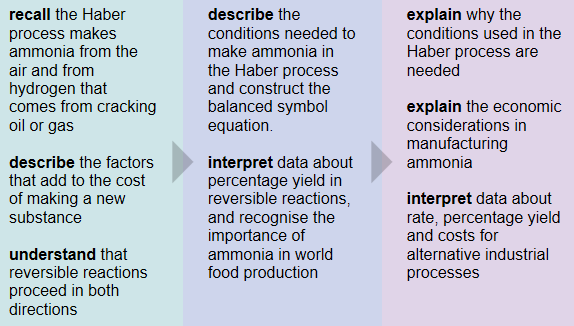 recall the Haber
process makes
ammonia from the
air and from
hydrogen that
comes from cracking
oil or gas
describe the factors
that add to the cost
of making a new
substance
understand that
reversible reactions
proceed in both
directions
describe the
conditions needed to
make ammonia in
the Haber process
and construct the
balanced symbol
equation.
interpret data about
percentage yield in
reversible reactions,
and recognise the
importance of
ammonia in world
food production
explain why the
conditions used in the
Haber process are
needed
explain the economic
considerations in
manufacturing
ammonia
interpret data about
rate, percentage yield
and costs for
alternative industrial
processes